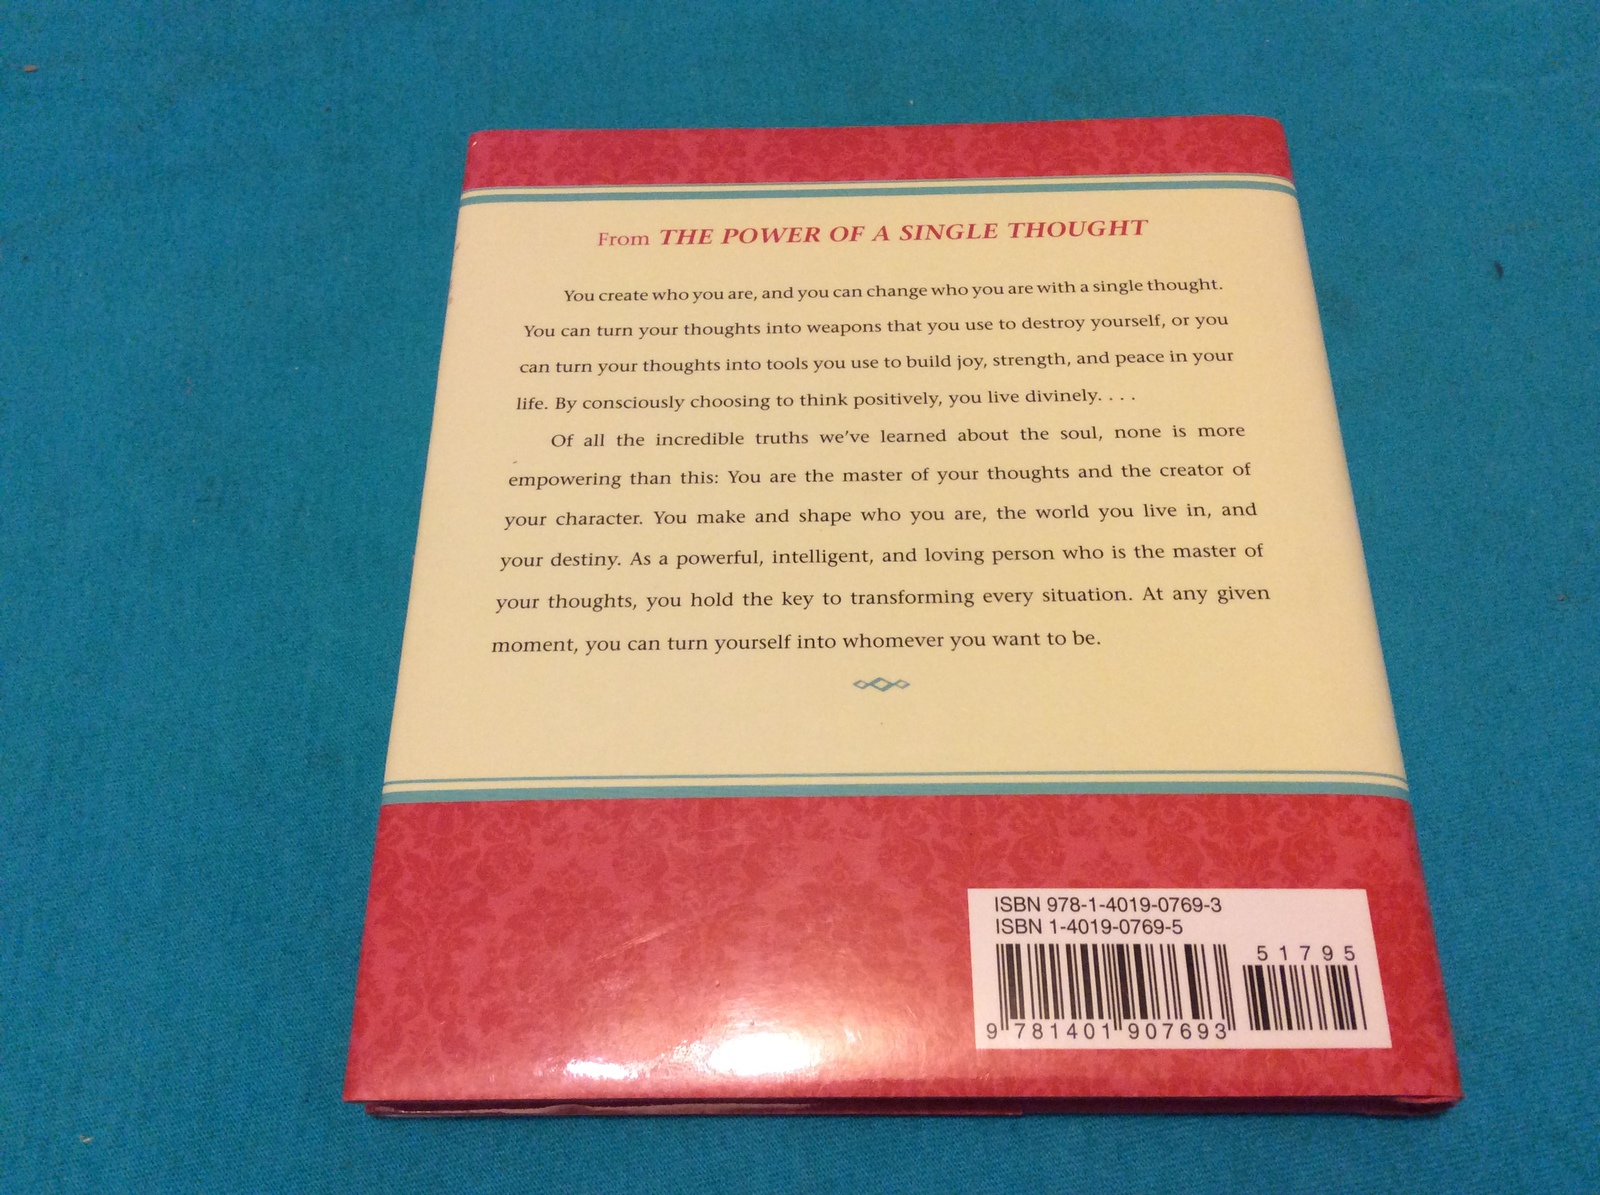 From THE POWER OF A SINGLE THOUGHT
You create who you are, and you can change who you are with a single thought.
You can turn your thoughts into weapons that you use to destroy yourself, or you
can turn your thoughts into tools you use to build joy, strength, and peace in your
life. By consciously choosing to think positively, you live divinely. . . .
Of all the incredible truths we've learned about the soul, none is more
empowering than this: You are the master of your thoughts and the creator of
your character. You make and shape who you are, the world you live in, and
your destiny. As a powerful, intelligent, and loving person who is the master of
your thoughts, you hold the key to transforming every situation. At any given
moment, you can turn yourself into whomever you want to be.
ISBN 978-1-4019-0769-3
ISBN 1-4019-0769-5
51795
9 781401 907693